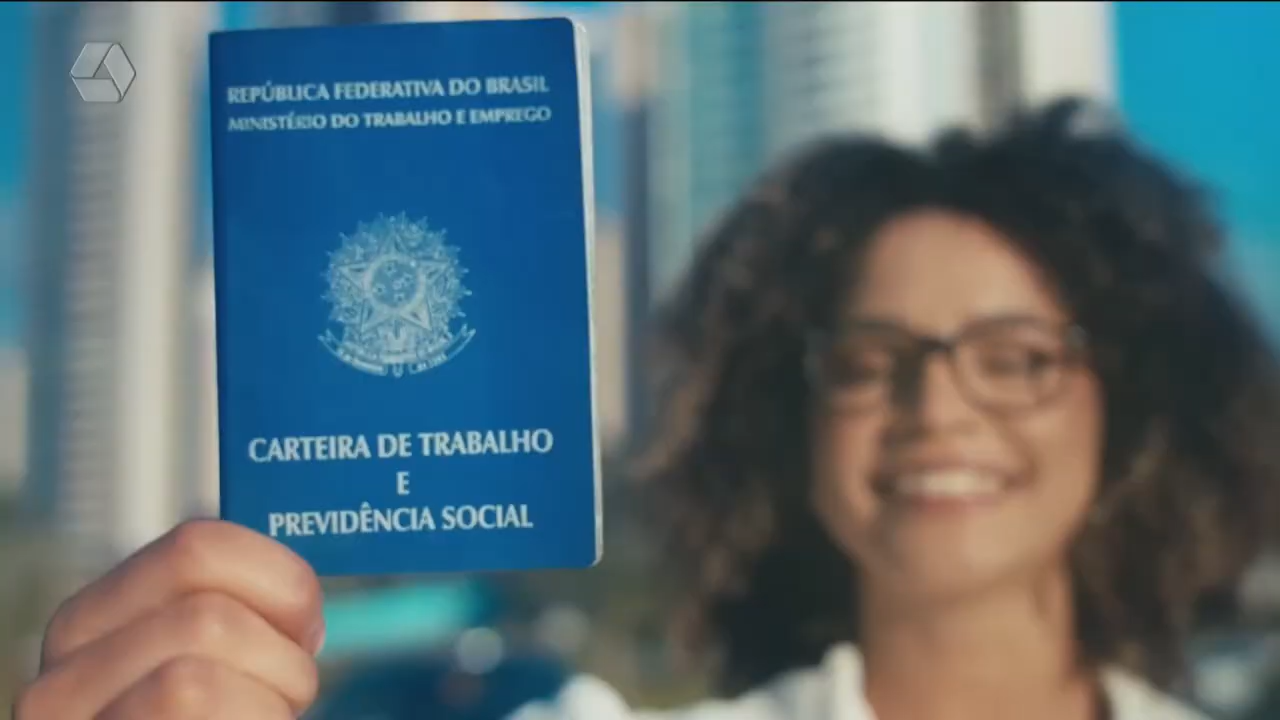 REPÚBLICA FEDERATIVA DO BRASIL
MINISTÉRIO DO TRABALHO E EMPREGO
CARTEIRA DE TRABALHO
E
PREVIDÊNCIA SOCIAL